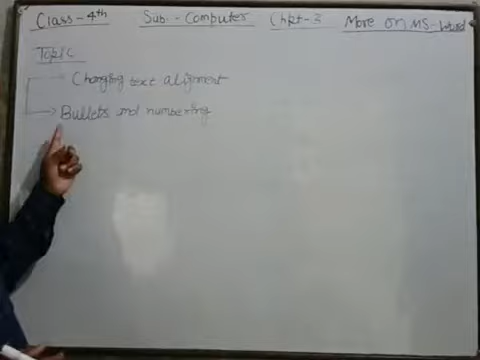 Class - 4th Sub. - Computer Chpt - 3 More on MS - Word
Topic
Changing text alignment
Bullets and numbering